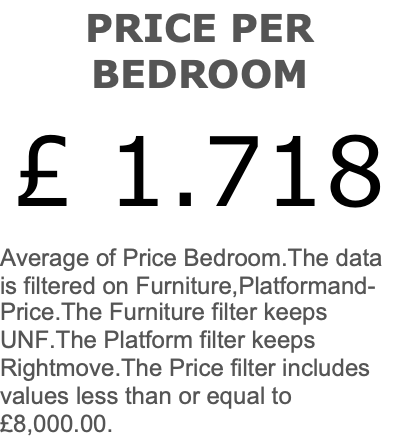 PRICE PER
BEDROOM
£ 1.718
Average of Price Bedroom.The data
is filtered on Furniture,Platformand-
Price.The Furniture filter keeps
UNF.The Platform filter keeps
Rightmove.The Price filter includes
values less than or equal to
£8,000.00.